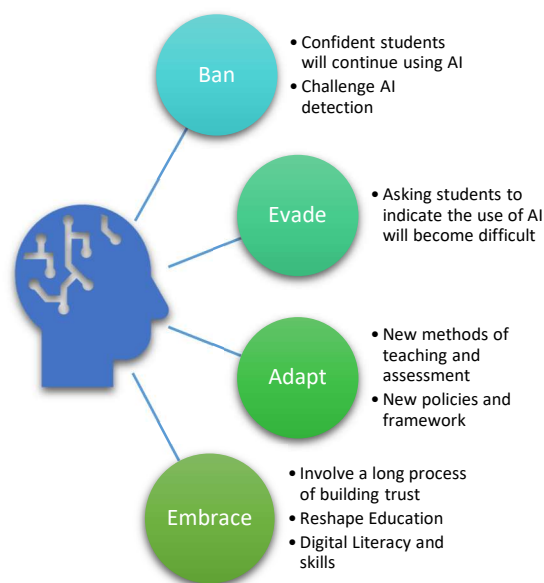 Ban
• Confident students
will continue using AI
• Challenge AI
detection
Evade
• Asking students to
indicate the use of AI
will become difficult
Adapt
• New methods of
teaching and
assessment
• New policies and
framework
Embrace
• Involve a long process
of building trust
• Reshape Education
• Digital Literacy and
skills